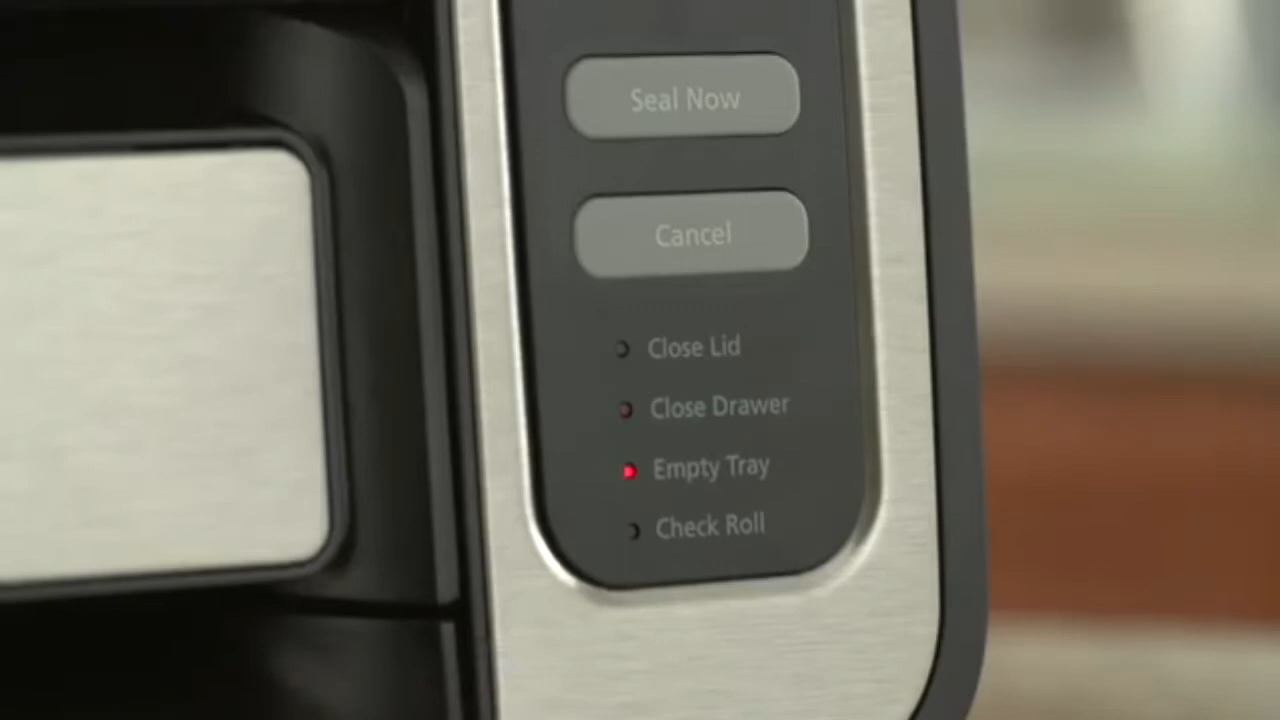 Seal Now
Cancel
Close Lid
Close Drawer
Empty Tray
Check Roll